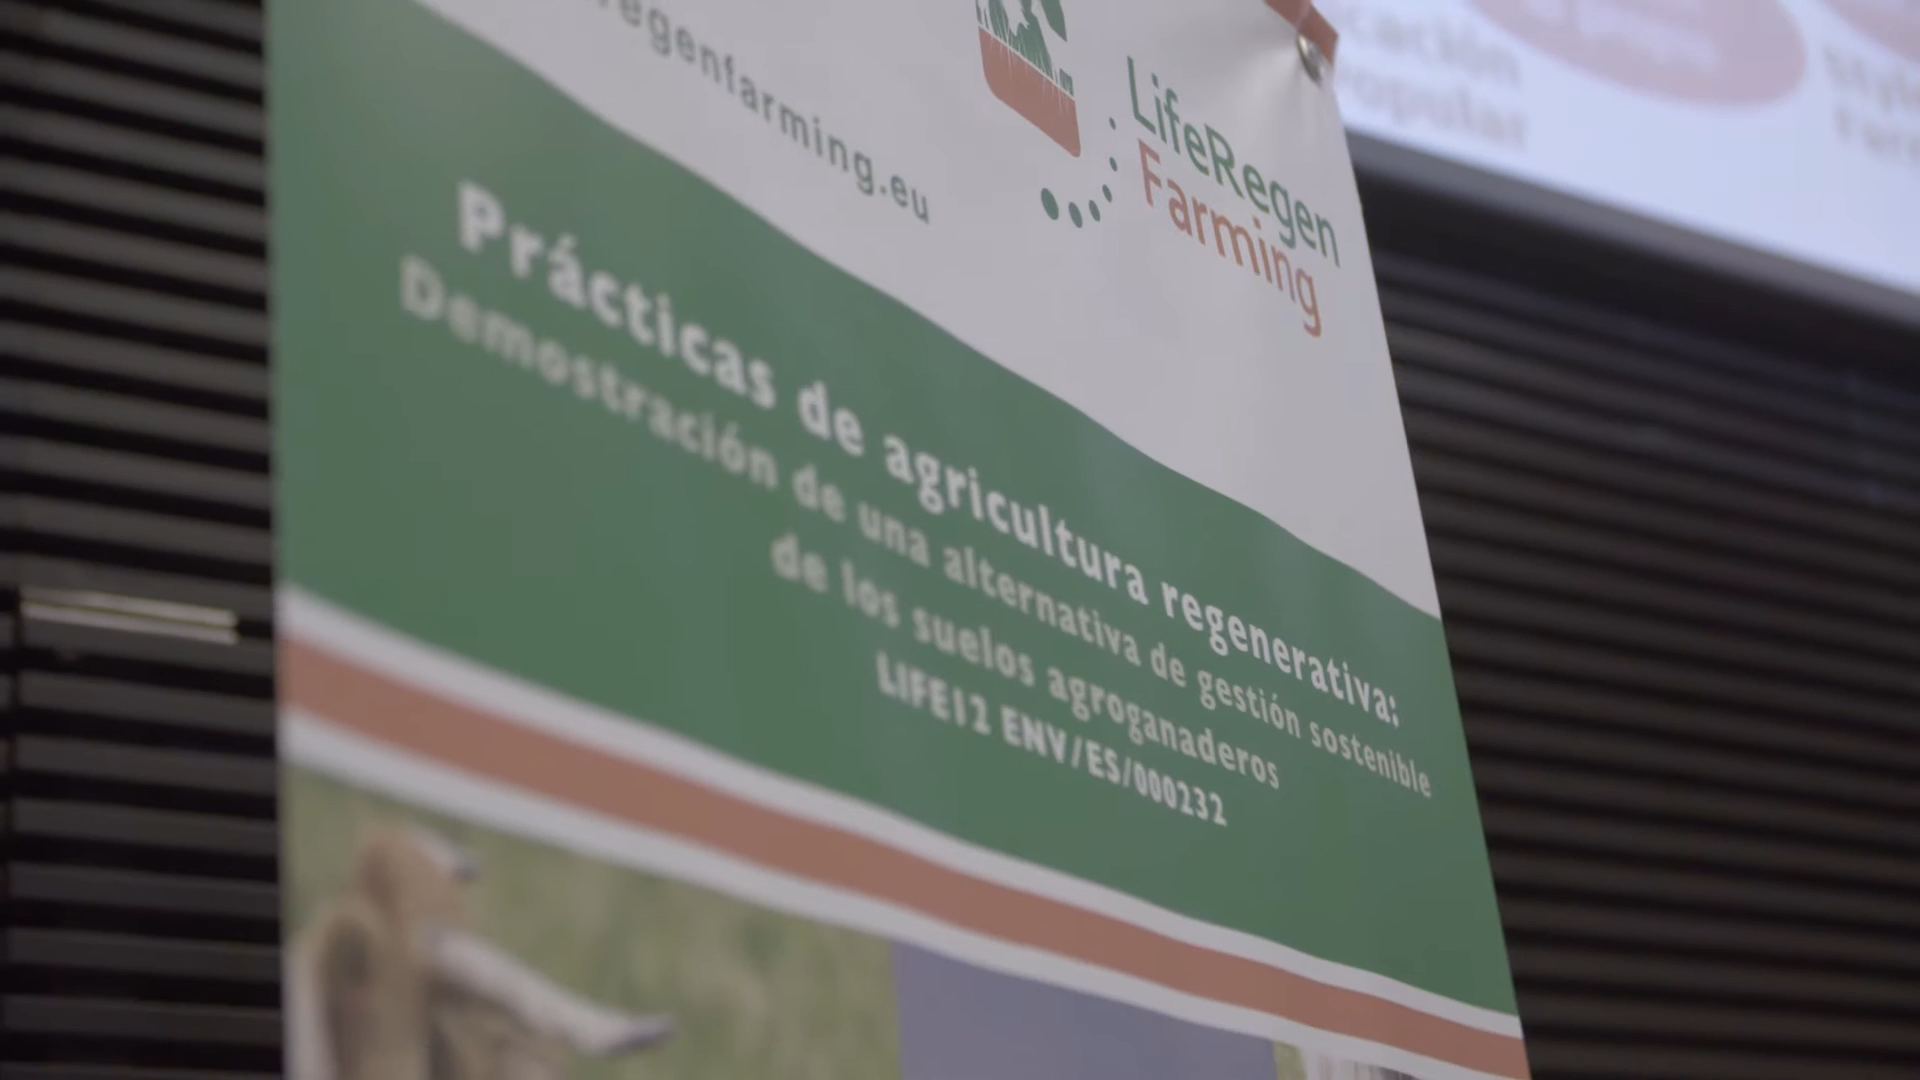 regenfarming.eu
LifeRegen
Farming
Prácticas de agricultura regenerativa:
Demostración de una alternativa de gestión sostenible
de los suelos agroganaderos
LIFE12 ENV/ES/000232